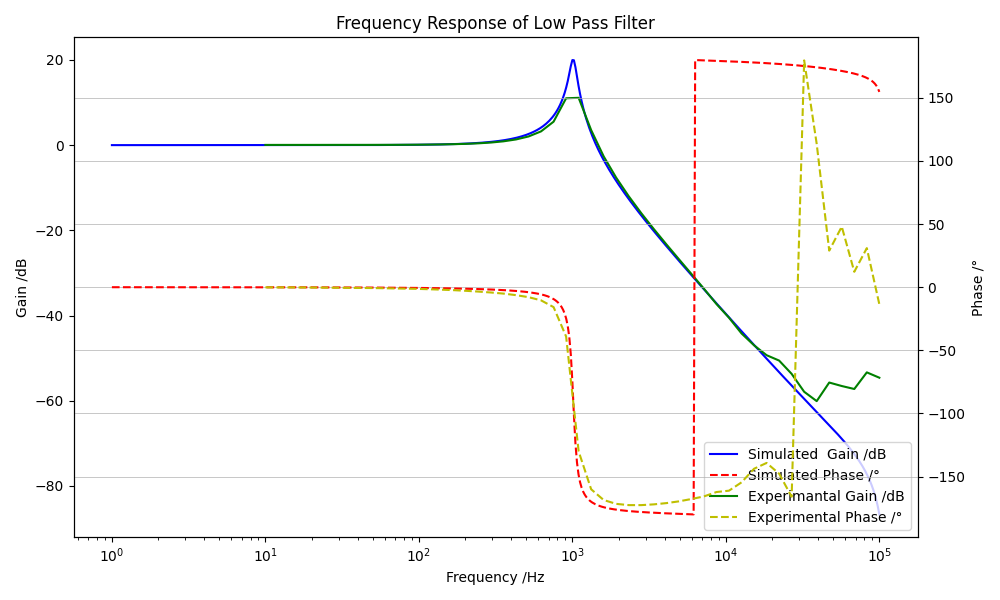 Frequency Response of Low Pass Filter
20
0
−20
−40
−60
−80
Gain /dB
150
100
50
0
−50
−100
−150
Phase /°
Simulated  Gain /dB
Simulated Phase /°
Experimantal Gain /dB
Experimental Phase /°
10⁰
10¹
10²
10³
10⁴
10⁵
Frequency /Hz